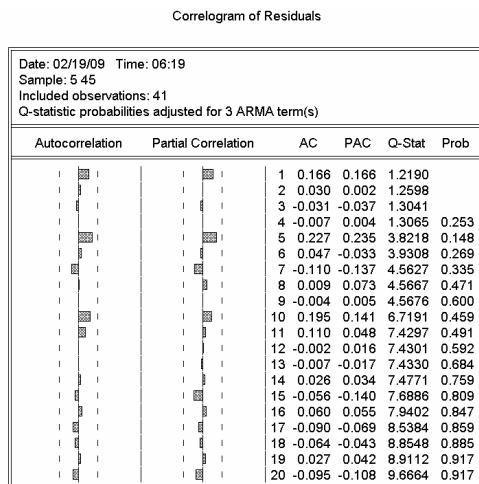 Correlogram of Residuals
Date: 02/19/09 Time: 06:19
Sample: 5 45
Included observations: 41
Q-statistic probabilities adjusted for 3 ARMA term(s)
Autocorrelation Partial Correlation AC PAC Q-Stat Prob
1 0.166 0.166 1.2190
2 0.030 0.002 1.2598
3 -0.031 -0.037 1.3041
4 -0.007 0.004 1.3065 0.253
5 0.227 0.235 3.8218 0.148
6 0.047 -0.033 3.9308 0.269
7 -0.110 -0.137 4.5627 0.335
8 0.009 0.073 4.5667 0.471
9 -0.004 0.005 4.5676 0.600
10 0.195 0.141 6.7191 0.459
11 0.110 0.048 7.4297 0.491
12 -0.002 0.016 7.4301 0.592
13 -0.007 -0.017 7.4330 0.684
14 0.026 0.034 7.4771 0.759
15 -0.056 -0.140 7.6886 0.809
16 0.060 0.055 7.9402 0.847
17 -0.090 -0.069 8.5384 0.859
18 -0.064 -0.043 8.8548 0.885
19 0.027 0.042 8.9112 0.917
20 -0.095 -0.108 9.6664 0.917